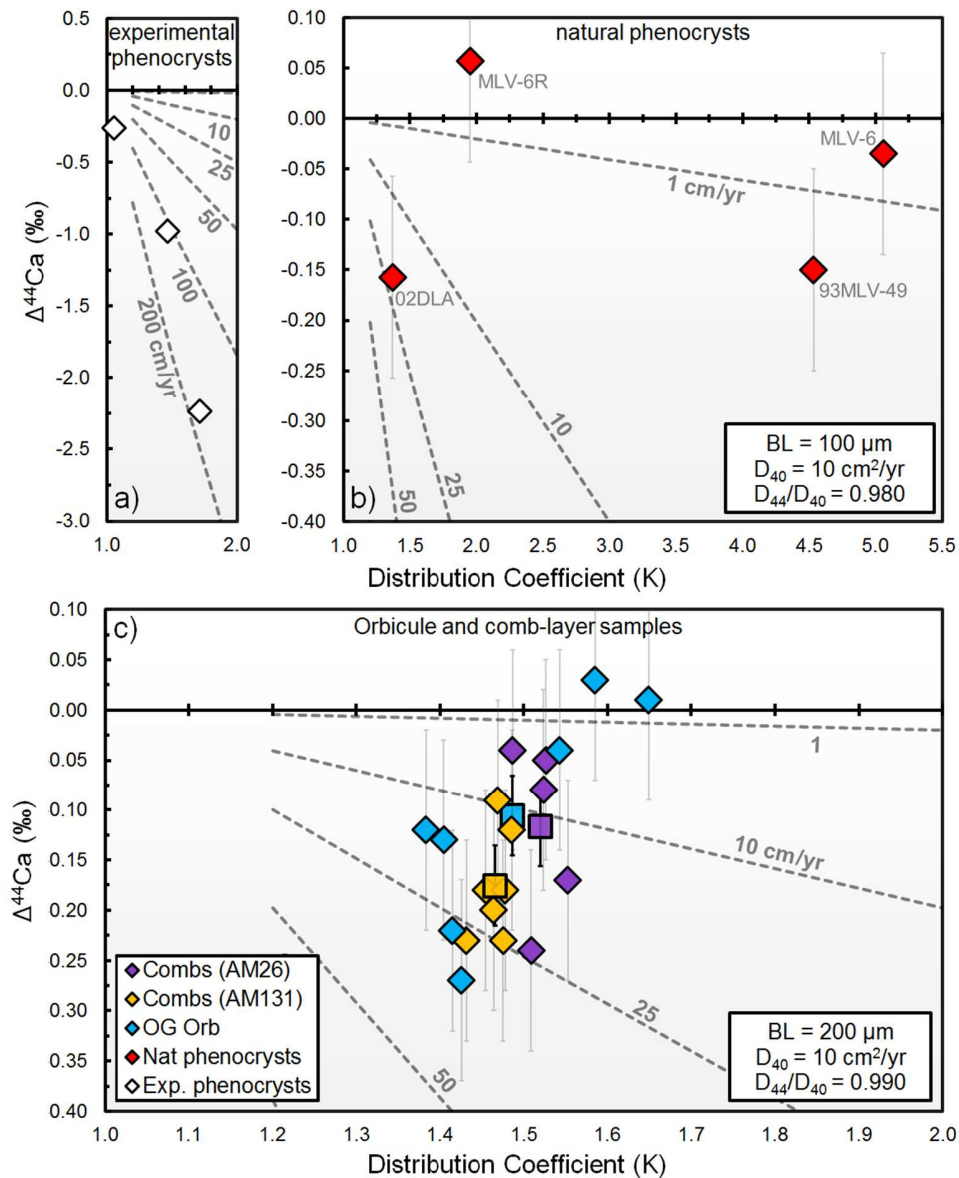 experimental
phenocrysts
0.5
0.0
-0.5
-1.0
-1.5
-2.0
-2.5
-3.0
Δ⁴⁴Ca (‰)
10
25
50
100
200 cm/yr
a)
1.0
2.0
natural phenocrysts
0.10
0.05
0.00
-0.05
-0.10
-0.15
-0.20
-0.25
-0.30
-0.35
-0.40
MLV-6R
MLV-6
1 cm/yr
02DLA
93MLV-49
10
25
50
b)
BL = 100 µm
D₄₀ = 10 cm²/yr
D₄₄/D₄₀ = 0.980
1.0 1.5 2.0 2.5 3.0 3.5 4.0 4.5 5.0 5.5
Distribution Coefficient (K)
c)
Orbicule and comb-layer samples
0.10
0.05
0.00
0.05
0.10
0.15
0.20
0.25
0.30
0.35
0.40
Δ⁴⁴Ca (‰)
1
10 cm/yr
25
50
Combs (AM26)
Combs (AM131)
OG Orb
Nat phenocrysts
Exp. phenocrysts
BL = 200 µm
D₄₀ = 10 cm²/yr
D₄₄/D₄₀ = 0.990
1.0 1.1 1.2 1.3 1.4 1.5 1.6 1.7 1.8 1.9 2.0
Distribution Coefficient (K)